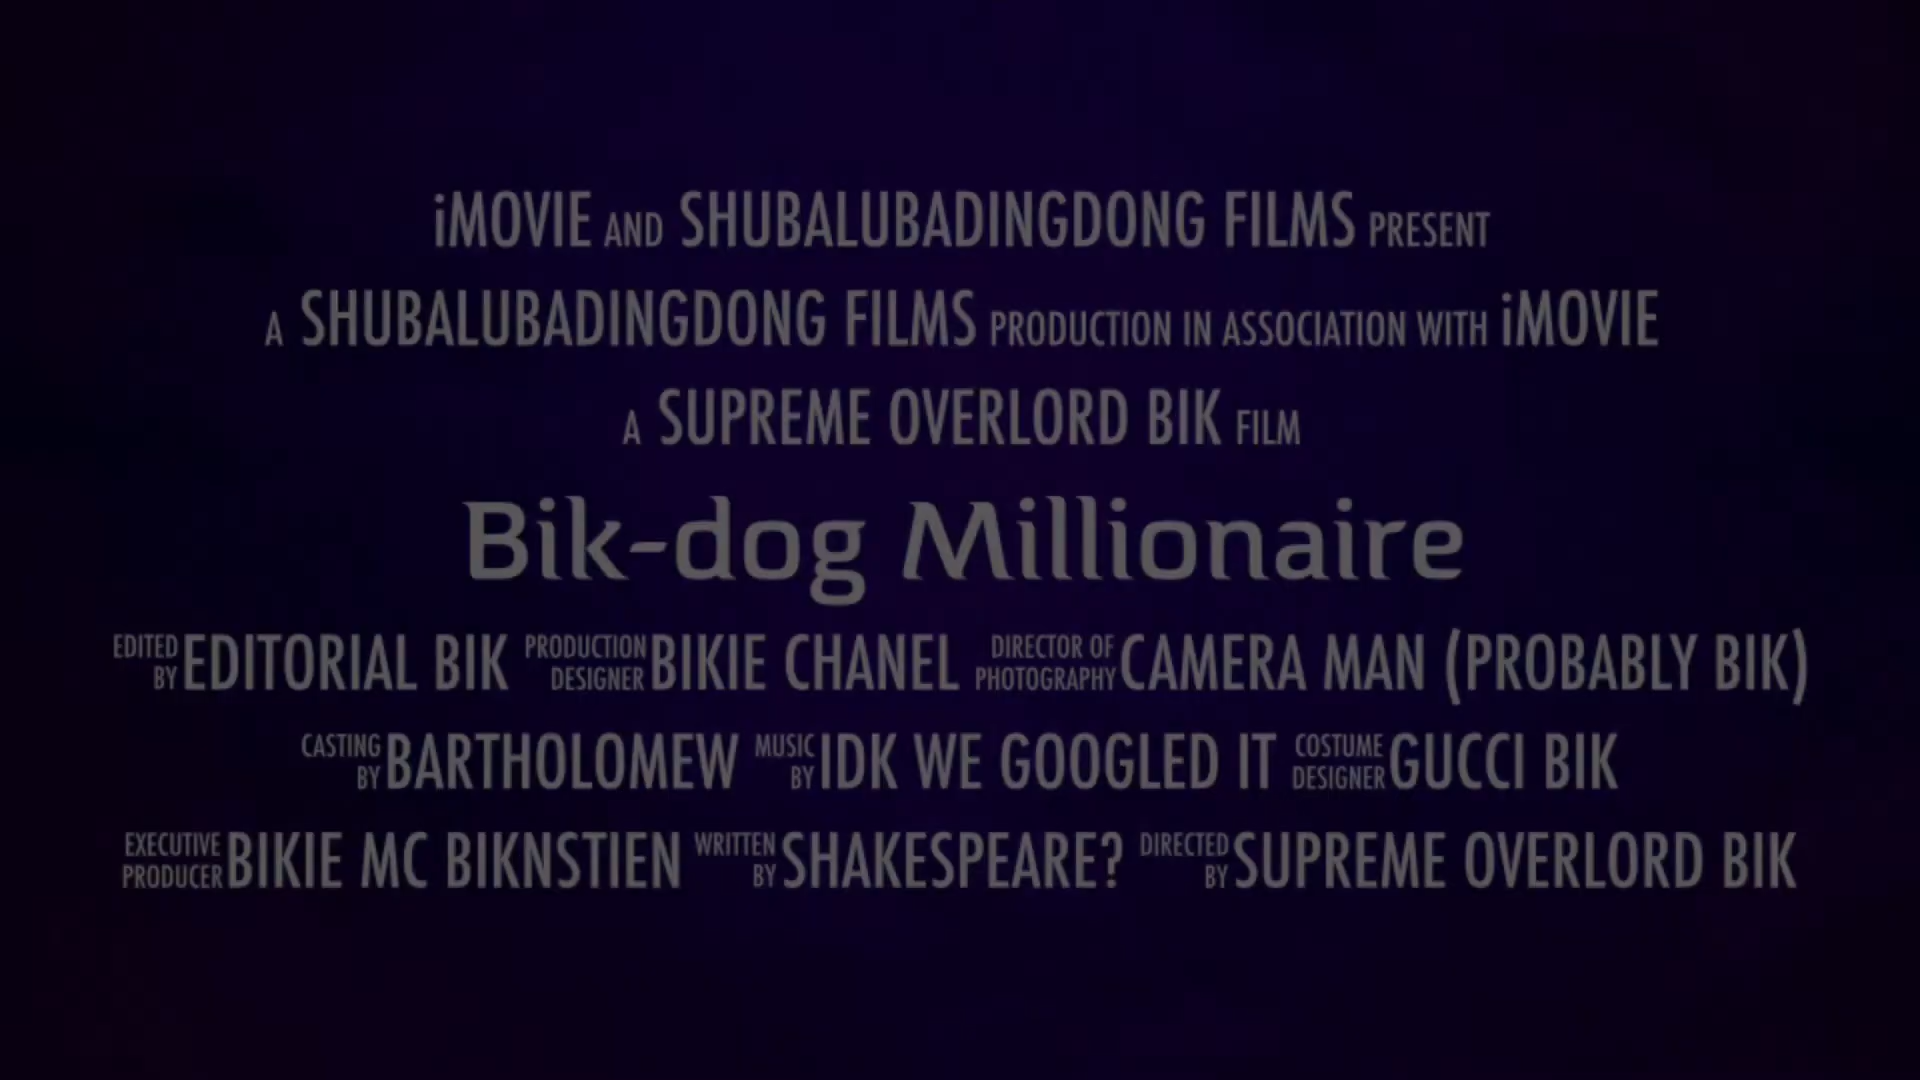 iMOVIE AND SHUBALUBADINGDONG FILMS PRESENT
A SHUBALUBADINGDONG FILMS PRODUCTION IN ASSOCIATION WITH iMOVIE
A SUPREME OVERLORD BIK FILM
Bik-dog Millionaire
EDITED BY EDITORIAL BIK PRODUCTION DESIGNER BIKIE CHANEL DIRECTOR OF PHOTOGRAPHY CAMERA MAN (PROBABLY BIK)
CASTING BY BARTHOLOMEW MUSIC BY IDK WE GOOGLED IT COSTUME DESIGNER GUCCI BIK
EXECUTIVE PRODUCER BIKIE MC BIKNSTIEN WRITTEN BY SHAKESPEARE? DIRECTED BY SUPREME OVERLORD BIK